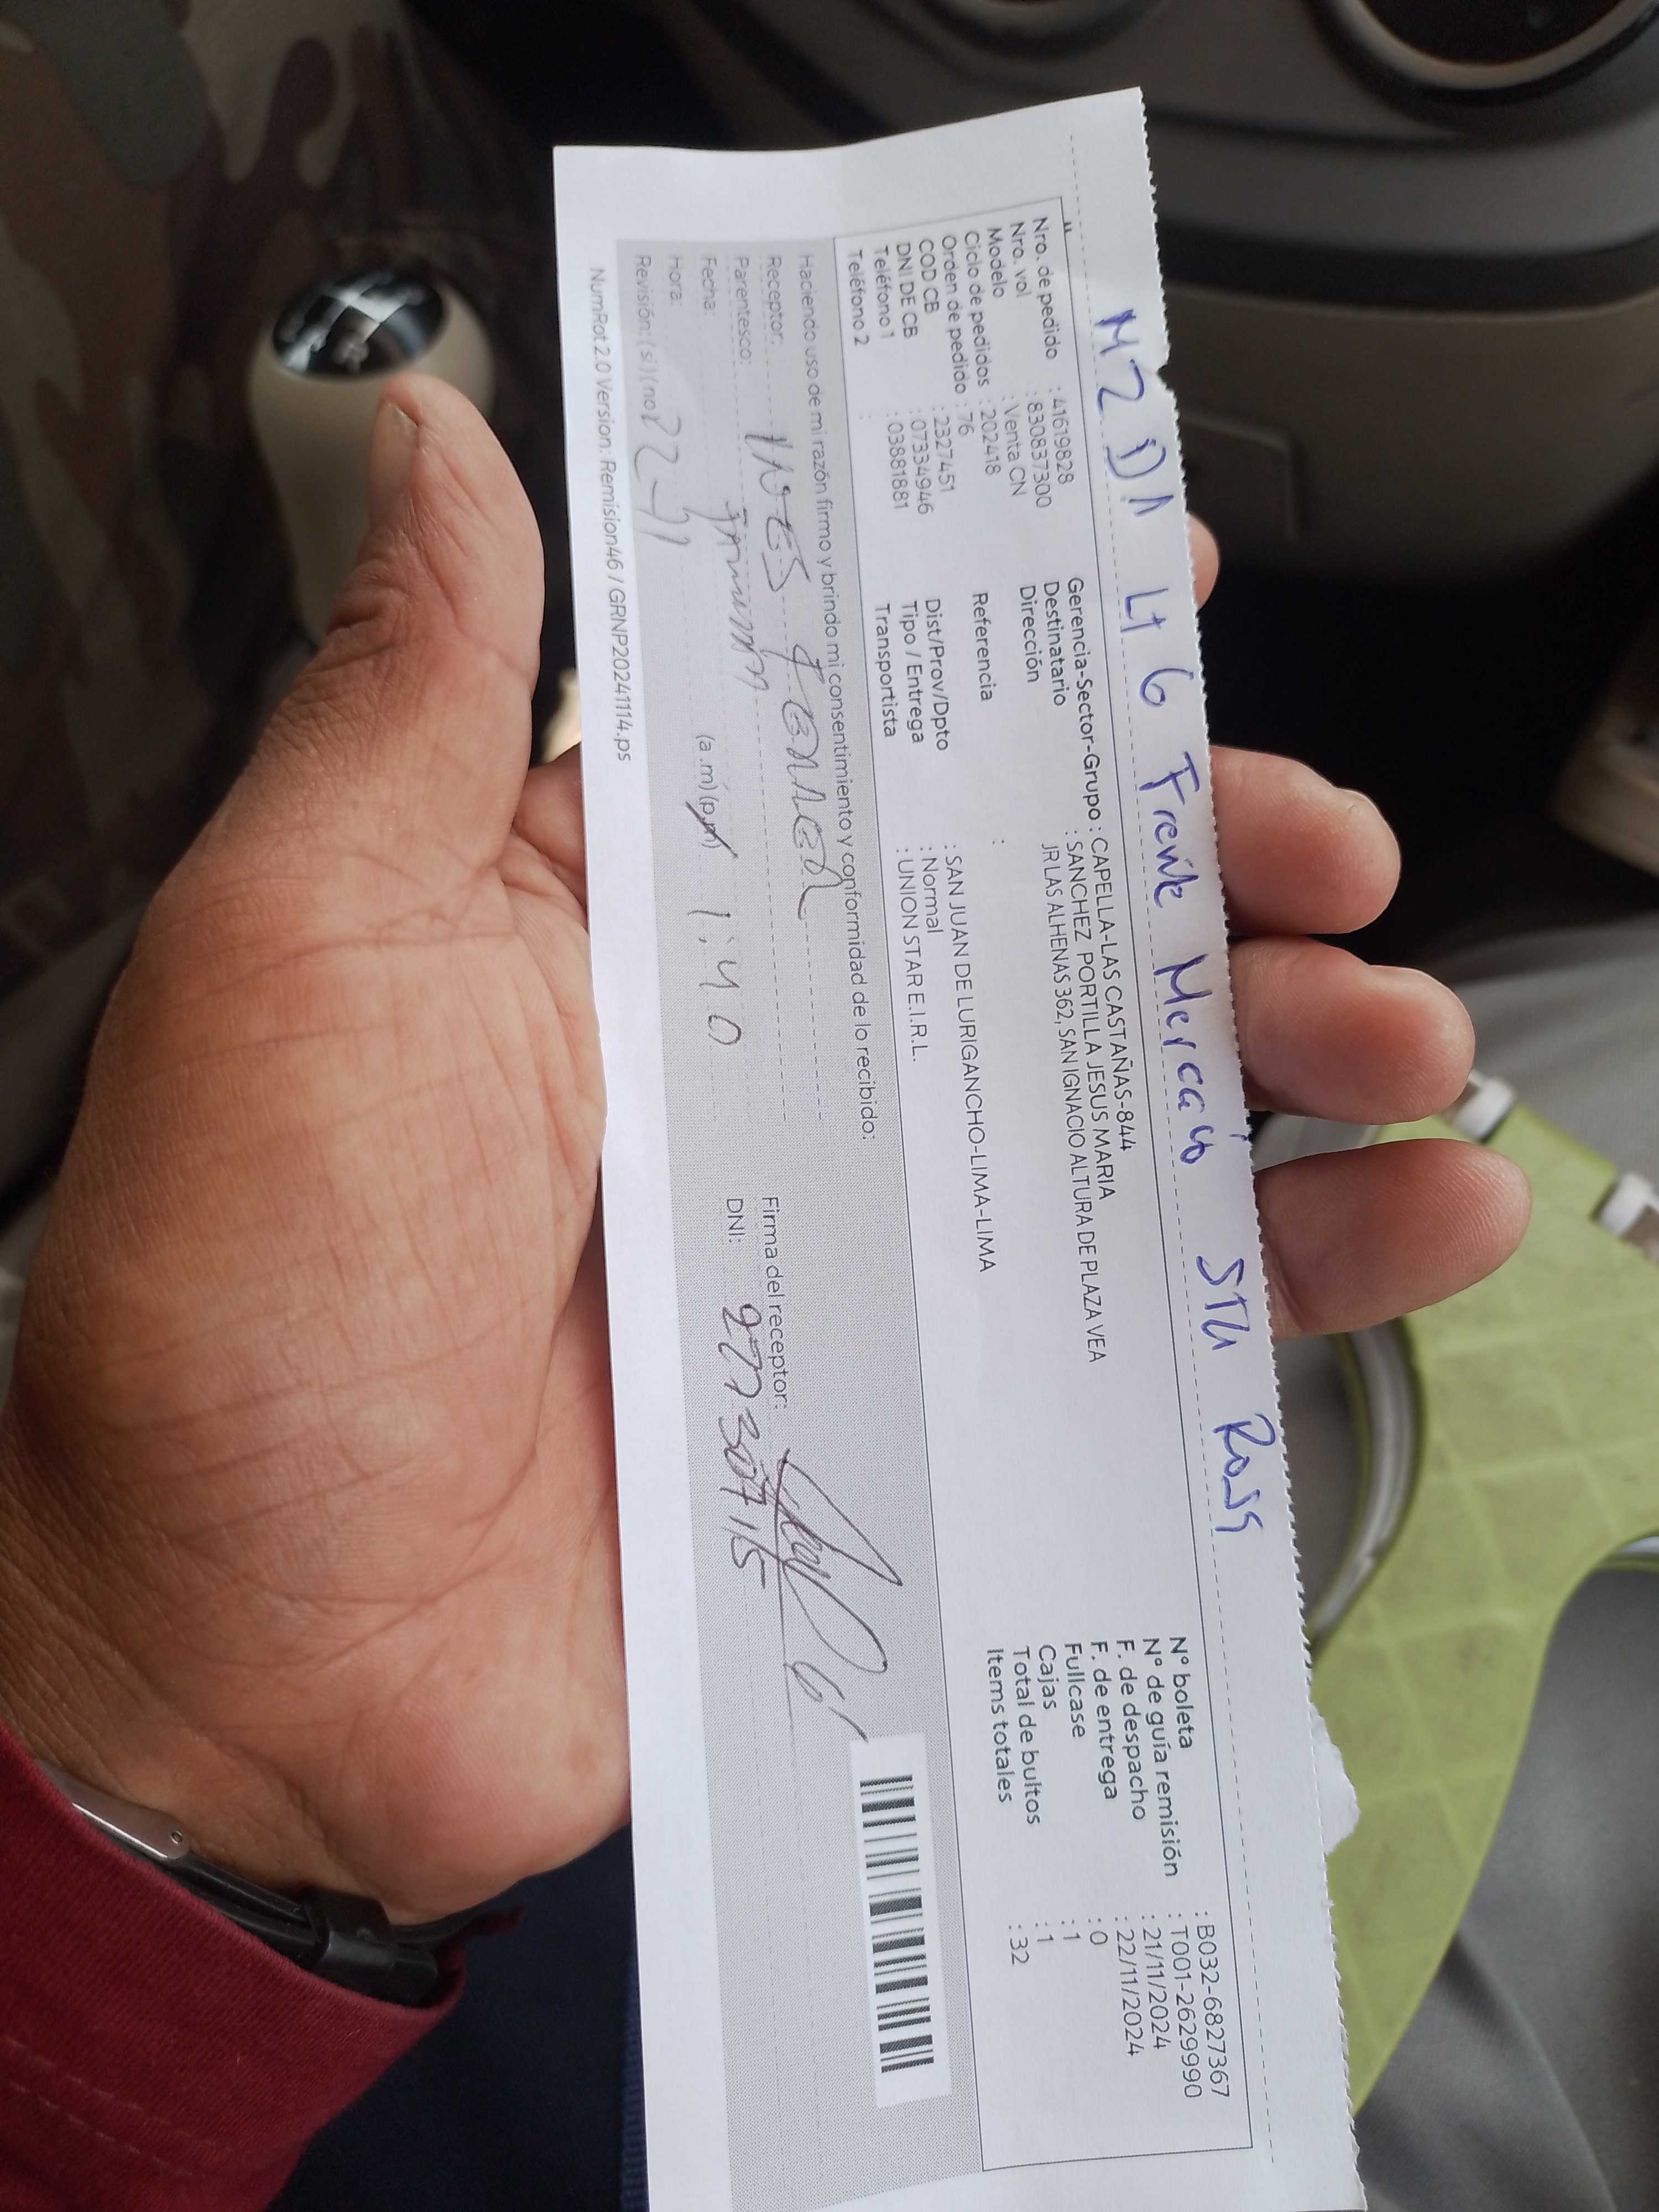 MZ D1 Lt 6 Frente Mercado Sta Rosa
Nro. de pedido : 41619828
Nro. vol : 830837300
Modelo : Venta CN
Ciclo de pedidos : 202418
Orden de pedido : 76
COD CB : 2327451
DNI DE CB : 07334946
Teléfono 1 : 03881881
Teléfono 2 :
Gerencia-Sector-Grupo : CAPELLA-LAS CASTAÑAS-844
Destinatario : SANCHEZ PORTILLA JESUS MARIA
Dirección JR LAS ALHENAS 362, SAN IGNACIO ALTURA DE PLAZA VEA
Referencia :
Dist/Prov/Dpto : SAN JUAN DE LURIGANCHO-LIMA-LIMA
Tipo / Entrega : Normal
Transportista : UNION STAR E.I.R.L.
N° boleta : B032-6827367
N° de guía remisión : T001-2629990
F. de despacho : 21/11/2024
F. de entrega : 22/11/2024
Fullcase : 0
Cajas : 1
Total de bultos : 1
Items totales : 32
Haciendo uso de mi razón firmo y brindo mi consentimiento y conformidad de lo recibido:
Receptor:
Parentesco:
Fecha: 22-11
Hora: (a.m) (p.m) 1:40
Revisión: (si) (no)
Firma del receptor:
DNI:
NumRot 2.0 Version: Remision46 / GRNP20241114.ps